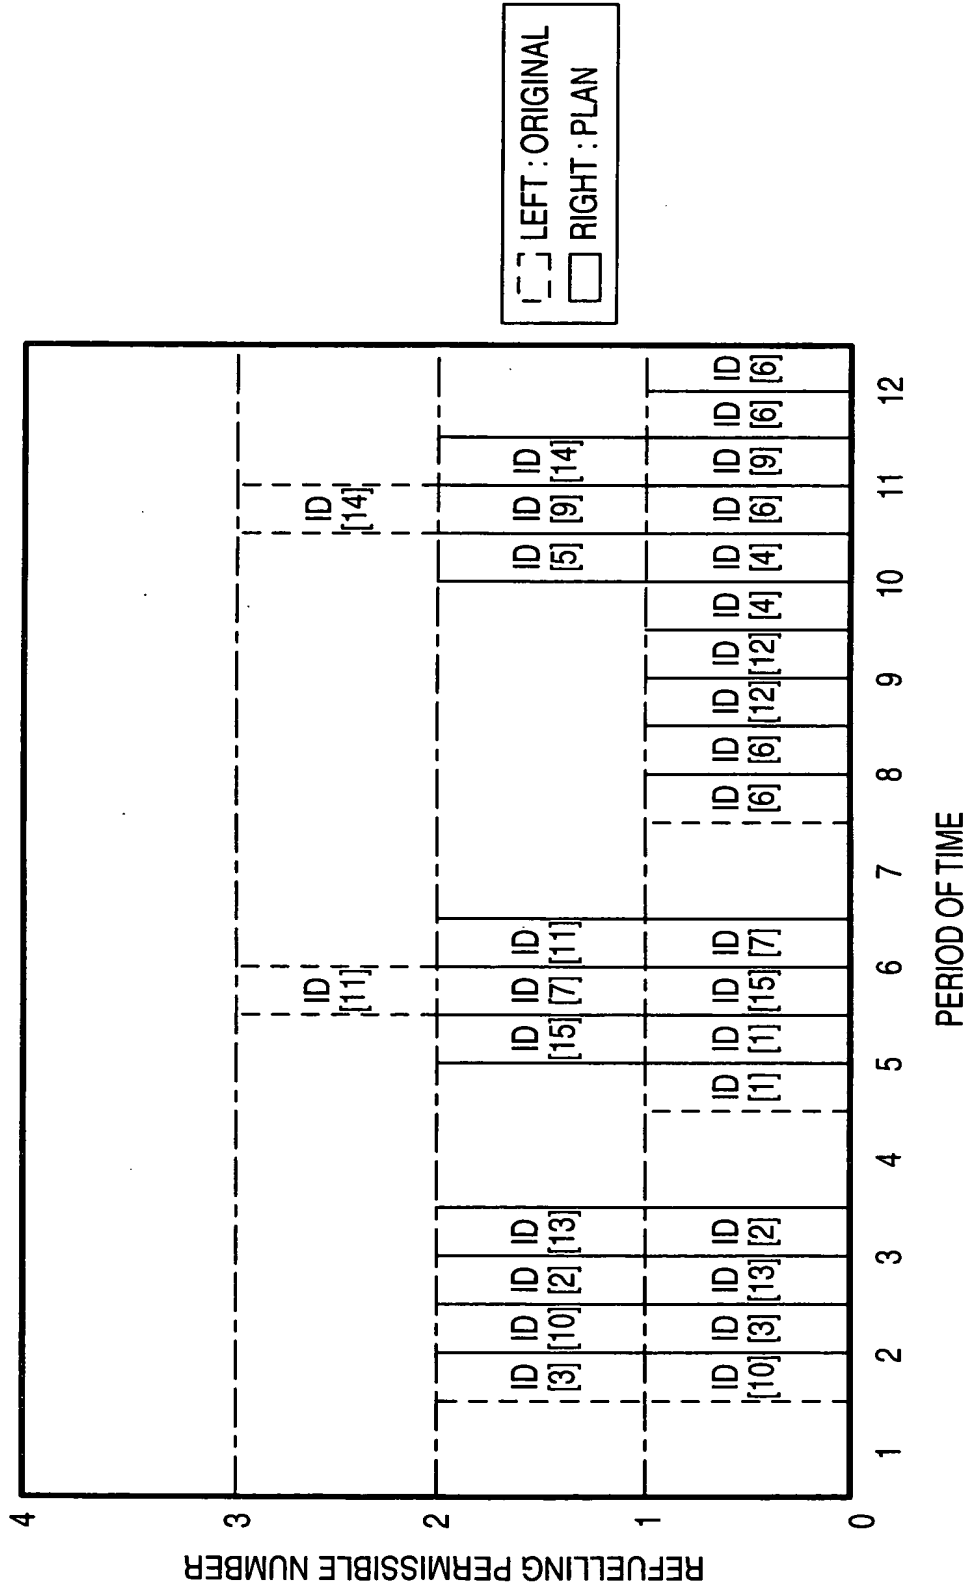 REFUELLING PERMISSIBLE NUMBER
4
3
2
1
0
ID
[3]
ID
[10]
ID
[10]
ID
[3]
ID
[2]
ID
[13]
ID
[13]
ID
[2]
ID
[1]
ID
[15]
ID
[1]
ID
[11]
ID
[7]
ID
[15]
ID
[11]
ID
[7]
ID
[6]
ID
[6]
ID
[12]
ID
[12]
ID
[4]
ID
[5]
ID
[4]
ID
[14]
ID
[9]
ID
[6]
ID
[14]
ID
[9]
ID
[6]
ID
[6]
1
2
3
4
5
6
7
8
9
10
11
12
PERIOD OF TIME
LEFT : ORIGINAL
RIGHT : PLAN